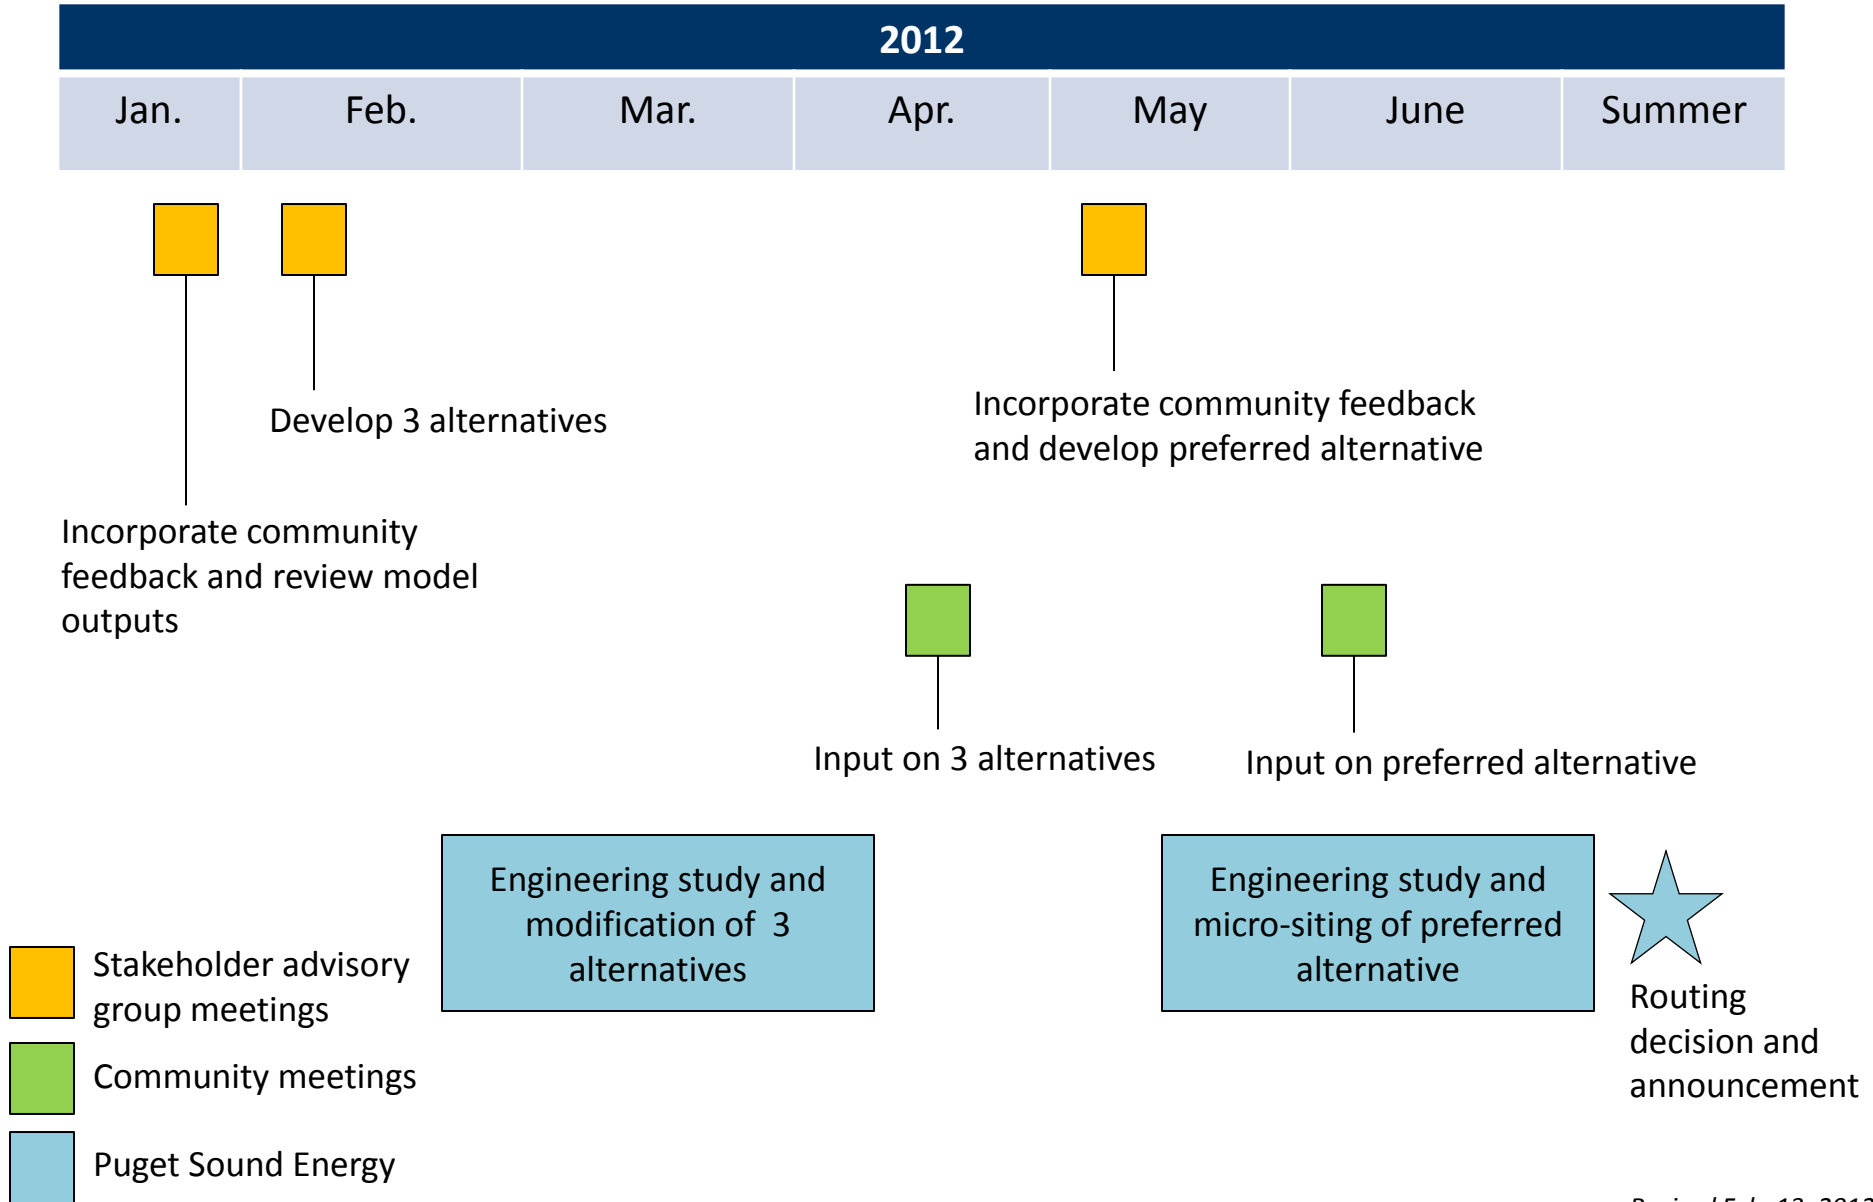 2012
Jan.
Feb.
Mar.
Apr.
May
June
Summer
Develop 3 alternatives
Incorporate community feedback
and develop preferred alternative
Incorporate community
feedback and review model
outputs
Input on 3 alternatives
Input on preferred alternative
Engineering study and
modification of 3
alternatives
Engineering study and
micro-siting of preferred
alternative
Routing
decision and
announcement
Stakeholder advisory
group meetings
Community meetings
Puget Sound Energy